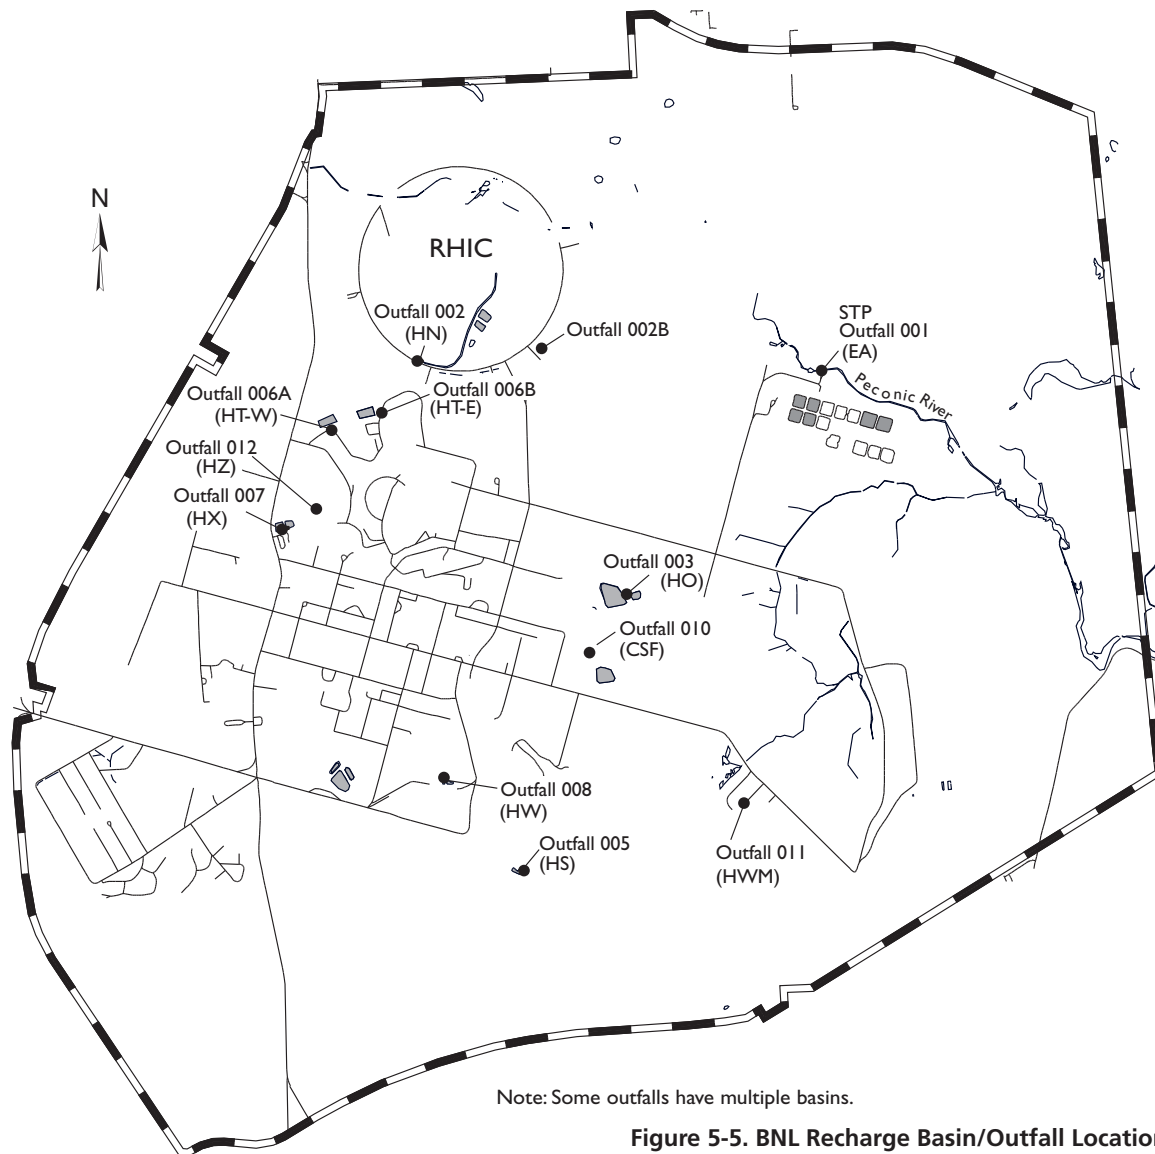 N
RHIC
Outfall 002
(HN)
Outfall 002B
STP
Outfall 001
(EA)
Peconic River
Outfall 006A
(HT-W)
Outfall 006B
(HT-E)
Outfall 012
(HZ)
Outfall 007
(HX)
Outfall 003
(HO)
Outfall 010
(CSF)
Outfall 008
(HW)
Outfall 005
(HS)
Outfall 011
(HWM)
Note: Some outfalls have multiple basins.
Figure 5-5. BNL Recharge Basin/Outfall Location